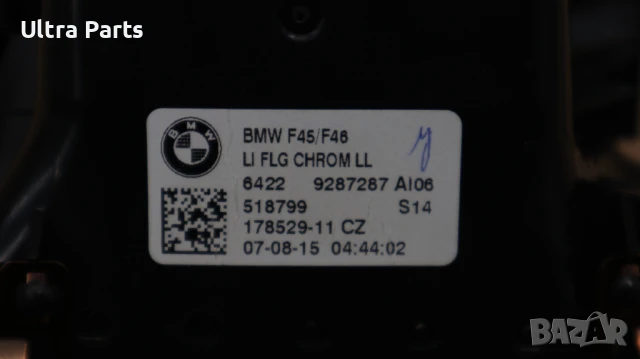 Ultra Parts
BMW
BMW F45/F46
LI FLG CHROM LL
6422 9287287 AI06
518799 S14
178529-11 CZ
07-08-15 04:44:02
BAZAR